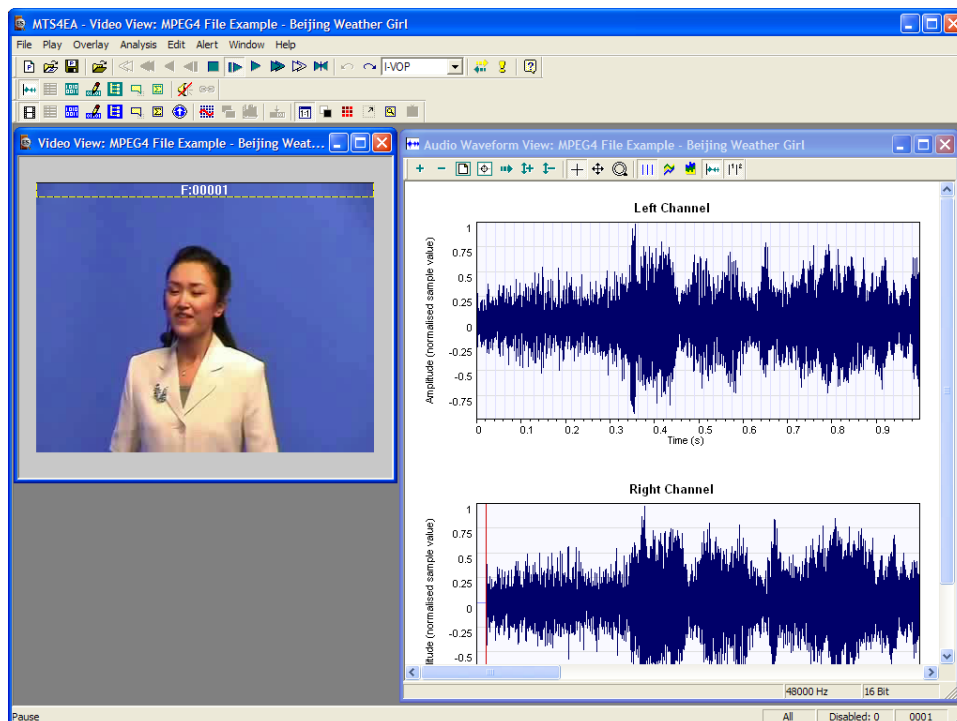 MTS4EA - Video View: MPEG4 File Example - Beijing Weather Girl
File Play Overlay Analysis Edit Alert Window Help
I-VOP
Video View: MPEG4 File Example - Beijing Weat...
F:00001
Audio Waveform View: MPEG4 File Example - Beijing Weather Girl
Left Channel
Amplitude (normalised sample value)
1
0.75
0.5
0.25
0
-0.25
-0.5
-0.75
0 0.1 0.2 0.3 0.4 0.5 0.6 0.7 0.8 0.9
Time (s)
Right Channel
litude (normalised sample value)
1
0.75
0.5
0.25
0
-0.25
-0.5
48000 Hz 16 Bit
Pause All Disabled: 0 0001